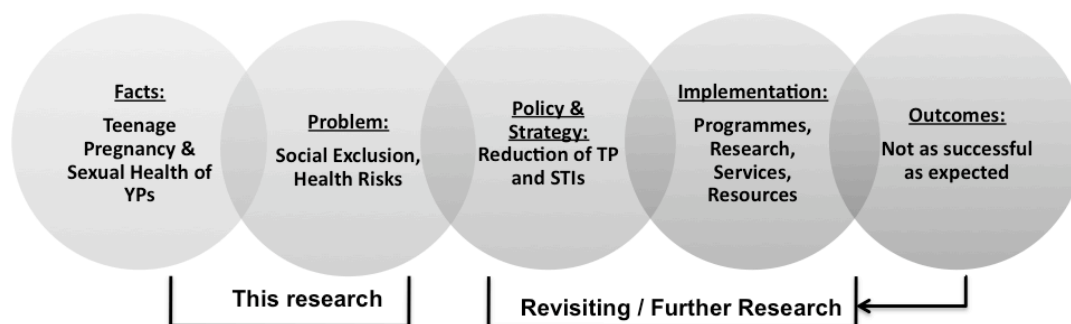 Facts:
Teenage
Pregnancy &
Sexual Health of
YPs
Problem:
Social Exclusion,
Health Risks
Policy &
Strategy:
Reduction of TP
and STIs
Implementation:
Programmes,
Research,
Services,
Resources
Outcomes:
Not as successful
as expected
This research
Revisiting / Further Research